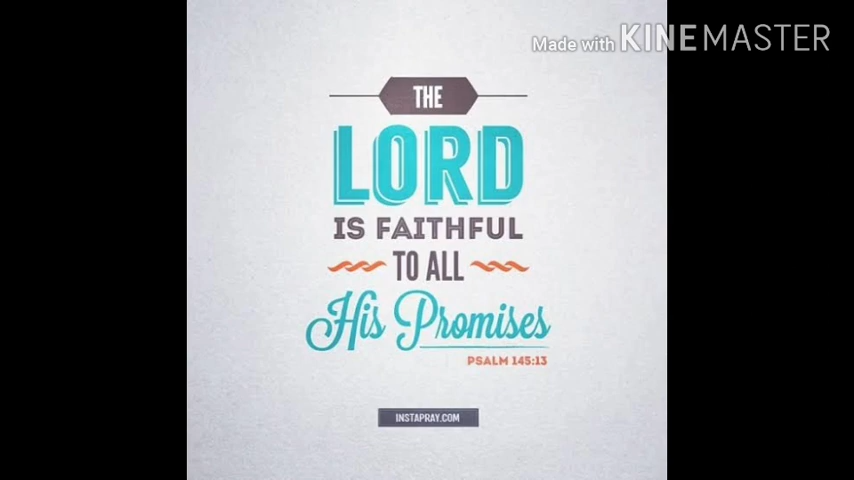 Made with KINEMASTER
THE
LORD
IS FAITHFUL
TO ALL
His Promises
PSALM 145:13
INSTAPRAY.COM